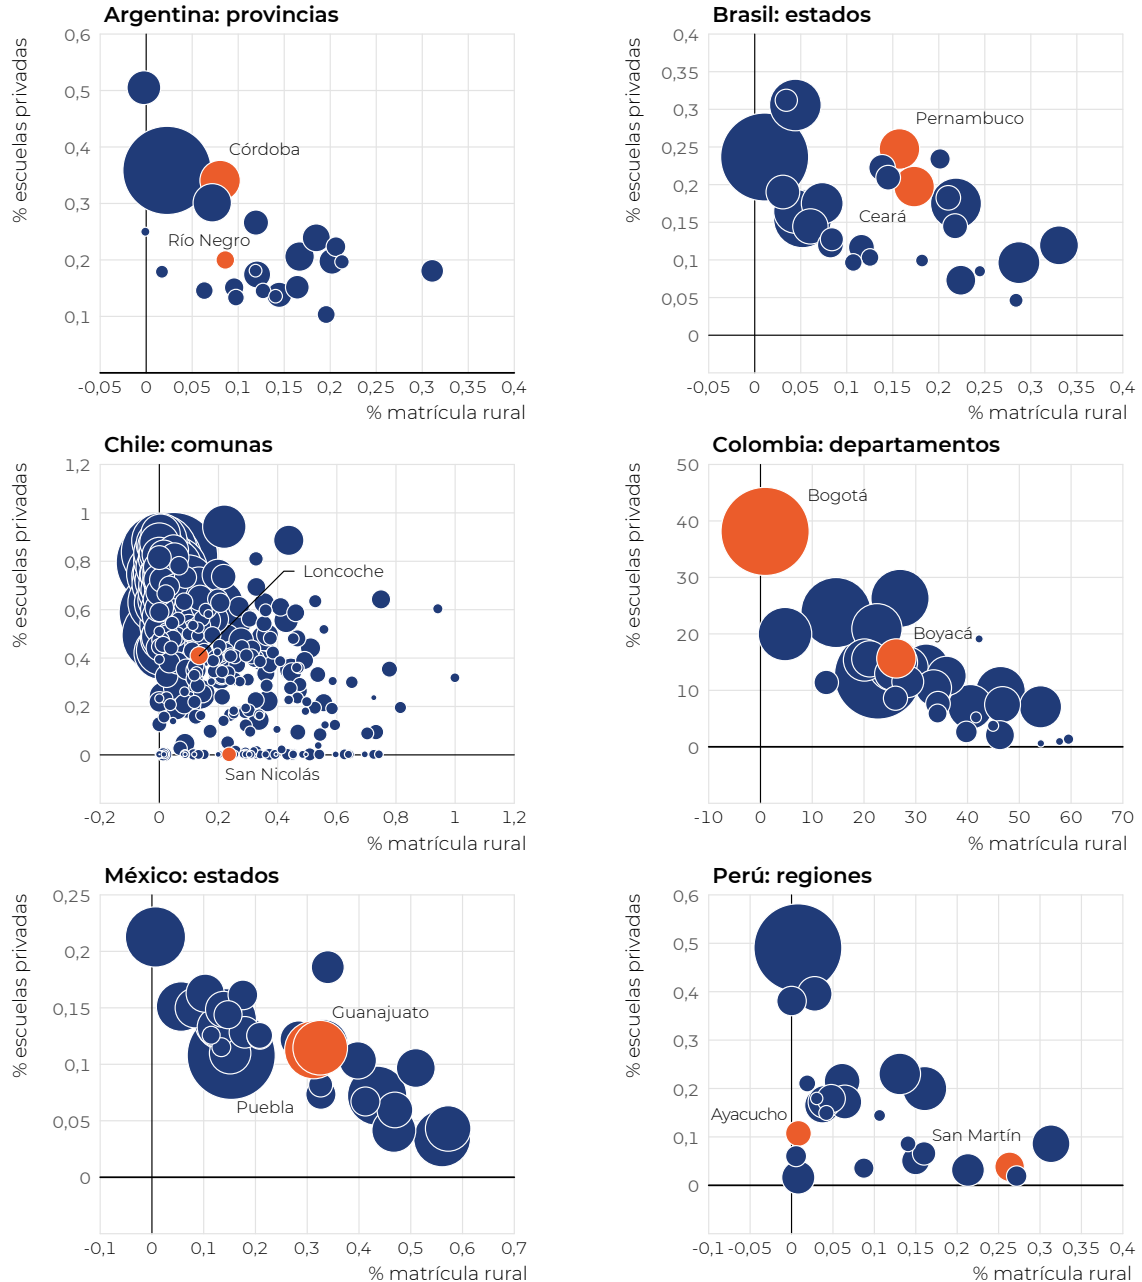 Argentina: provincias
% escuelas privadas
0,6
0,5
0,4
0,3
0,2
0,1
Córdoba
Río Negro
-0,05 0 0,05 0,1 0,15 0,2 0,25 0,3 0,35 0,4
% matrícula rural
Brasil: estados
% escuelas privadas
0,4
0,35
0,3
0,25
0,2
0,15
0,1
0,05
0
Pernambuco
Ceará
-0,05 0 0,05 0,1 0,15 0,2 0,25 0,3 0,35 0,4
% matrícula rural
Chile: comunas
% escuelas privadas
1,2
1
0,8
0,6
0,4
0,2
0
Loncoche
San Nicolás
-0,2 0 0,2 0,4 0,6 0,8 1 1,2
% matrícula rural
Colombia: departamentos
% escuelas privadas
50
40
30
20
10
0
Bogotá
Boyacá
-10 0 10 20 30 40 50 60 70
% matrícula rural
México: estados
% escuelas privadas
0,25
0,2
0,15
0,1
0,05
0
Guanajuato
Puebla
-0,1 0 0,1 0,2 0,3 0,4 0,5 0,6 0,7
% matrícula rural
Perú: regiones
% escuelas privadas
0,6
0,5
0,4
0,3
0,2
0,1
0
Ayacucho
San Martín
-0,1 -0,05 0 0,05 0,1 0,15 0,2 0,25 0,3 0,35 0,4
% matrícula rural